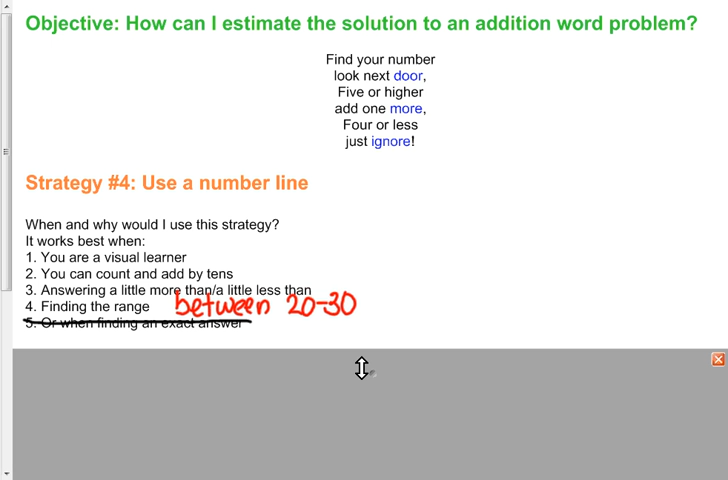 Objective: How can I estimate the solution to an addition word problem?
Find your number
look next door,
Five or higher
add one more,
Four or less
just ignore!
Strategy #4: Use a number line
When and why would I use this strategy?
It works best when:
1. You are a visual learner
2. You can count and add by tens
3. Answering a little more than/a little less than
4. Finding the range between 20-30
5. Or when finding an exact answer